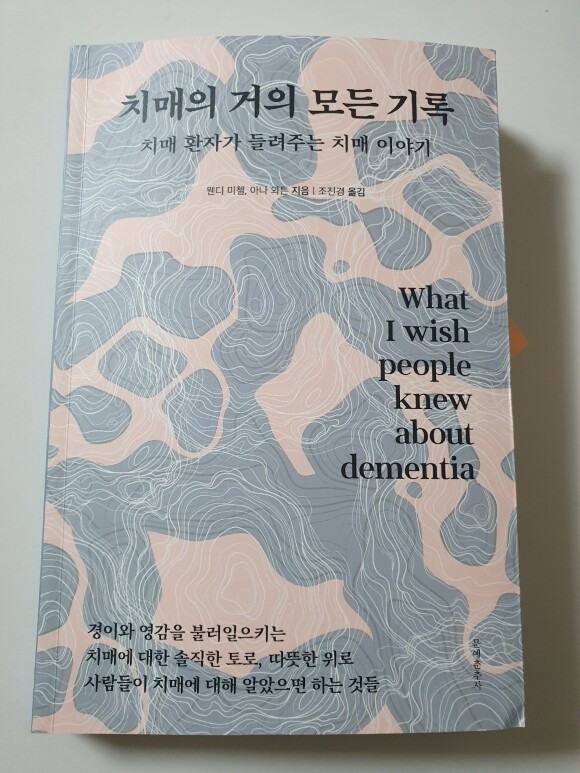 치매의 거의 모든 기록
치매 환자가 들려주는 치매 이야기
웬디 미첼, 아나 와튼 지음 | 조진경 옮김
What
I wish
people
knew
about
dementia
경이와 영감을 불러일으키는
치매에 대한 솔직한 토로, 따뜻한 위로
사람들이 치매에 대해 알았으면 하는 것들
문예춘추사